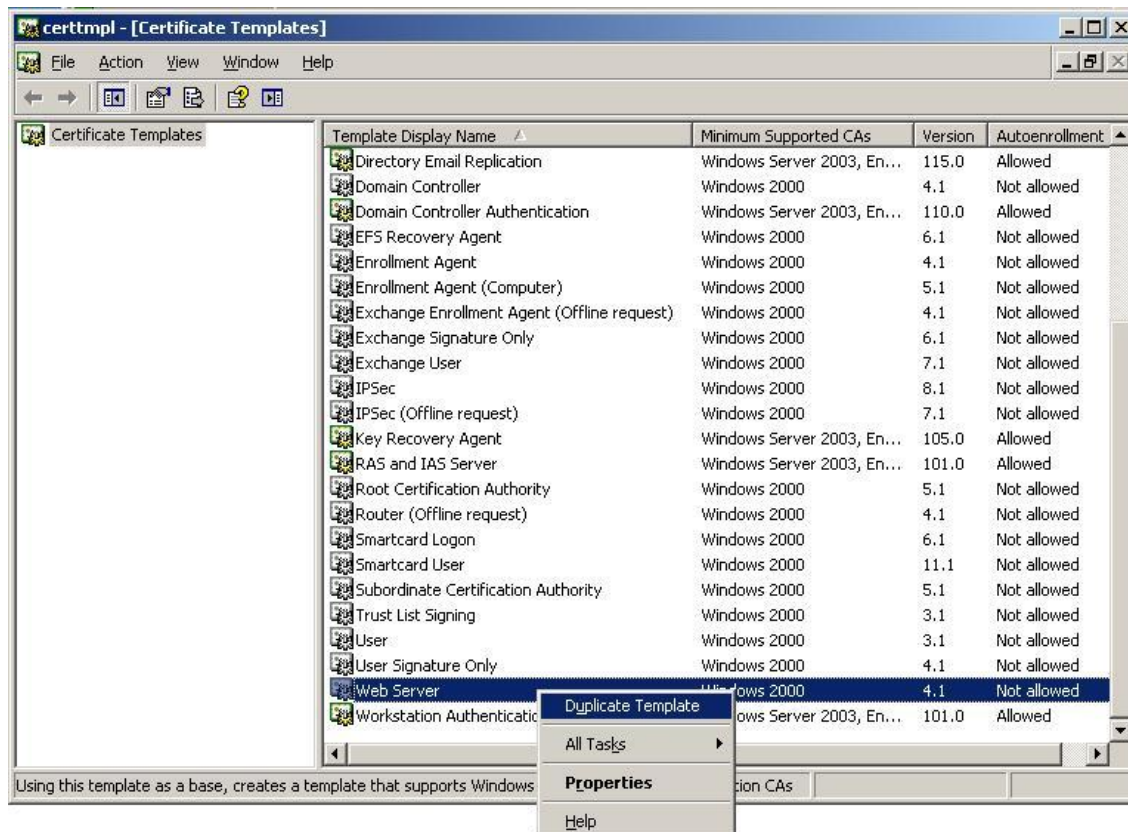 certtmpl - [Certificate Templates]
File Action View Window Help
Certificate Templates
Template Display Name Minimum Supported CAs Version Autoenrollment
Directory Email Replication Windows Server 2003, En... 115.0 Allowed
Domain Controller Windows 2000 4.1 Not allowed
Domain Controller Authentication Windows Server 2003, En... 110.0 Allowed
EFS Recovery Agent Windows 2000 6.1 Not allowed
Enrollment Agent Windows 2000 4.1 Not allowed
Enrollment Agent (Computer) Windows 2000 5.1 Not allowed
Exchange Enrollment Agent (Offline request) Windows 2000 4.1 Not allowed
Exchange Signature Only Windows 2000 6.1 Not allowed
Exchange User Windows 2000 7.1 Not allowed
IPSec Windows 2000 8.1 Not allowed
IPSec (Offline request) Windows 2000 7.1 Not allowed
Key Recovery Agent Windows Server 2003, En... 105.0 Allowed
RAS and IAS Server Windows Server 2003, En... 101.0 Allowed
Root Certification Authority Windows 2000 5.1 Not allowed
Router (Offline request) Windows 2000 4.1 Not allowed
Smartcard Logon Windows 2000 6.1 Not allowed
Smartcard User Windows 2000 11.1 Not allowed
Subordinate Certification Authority Windows 2000 5.1 Not allowed
Trust List Signing Windows 2000 3.1 Not allowed
User Windows 2000 3.1 Not allowed
User Signature Only Windows 2000 4.1 Not allowed
Web Server Windows 2000 4.1 Not allowed
Duplicate Template
Workstation Authenticatio ows Server 2003, En... 101.0 Allowed
All Tasks
Properties
Help
Using this template as a base, creates a template that supports Windows tion CAs